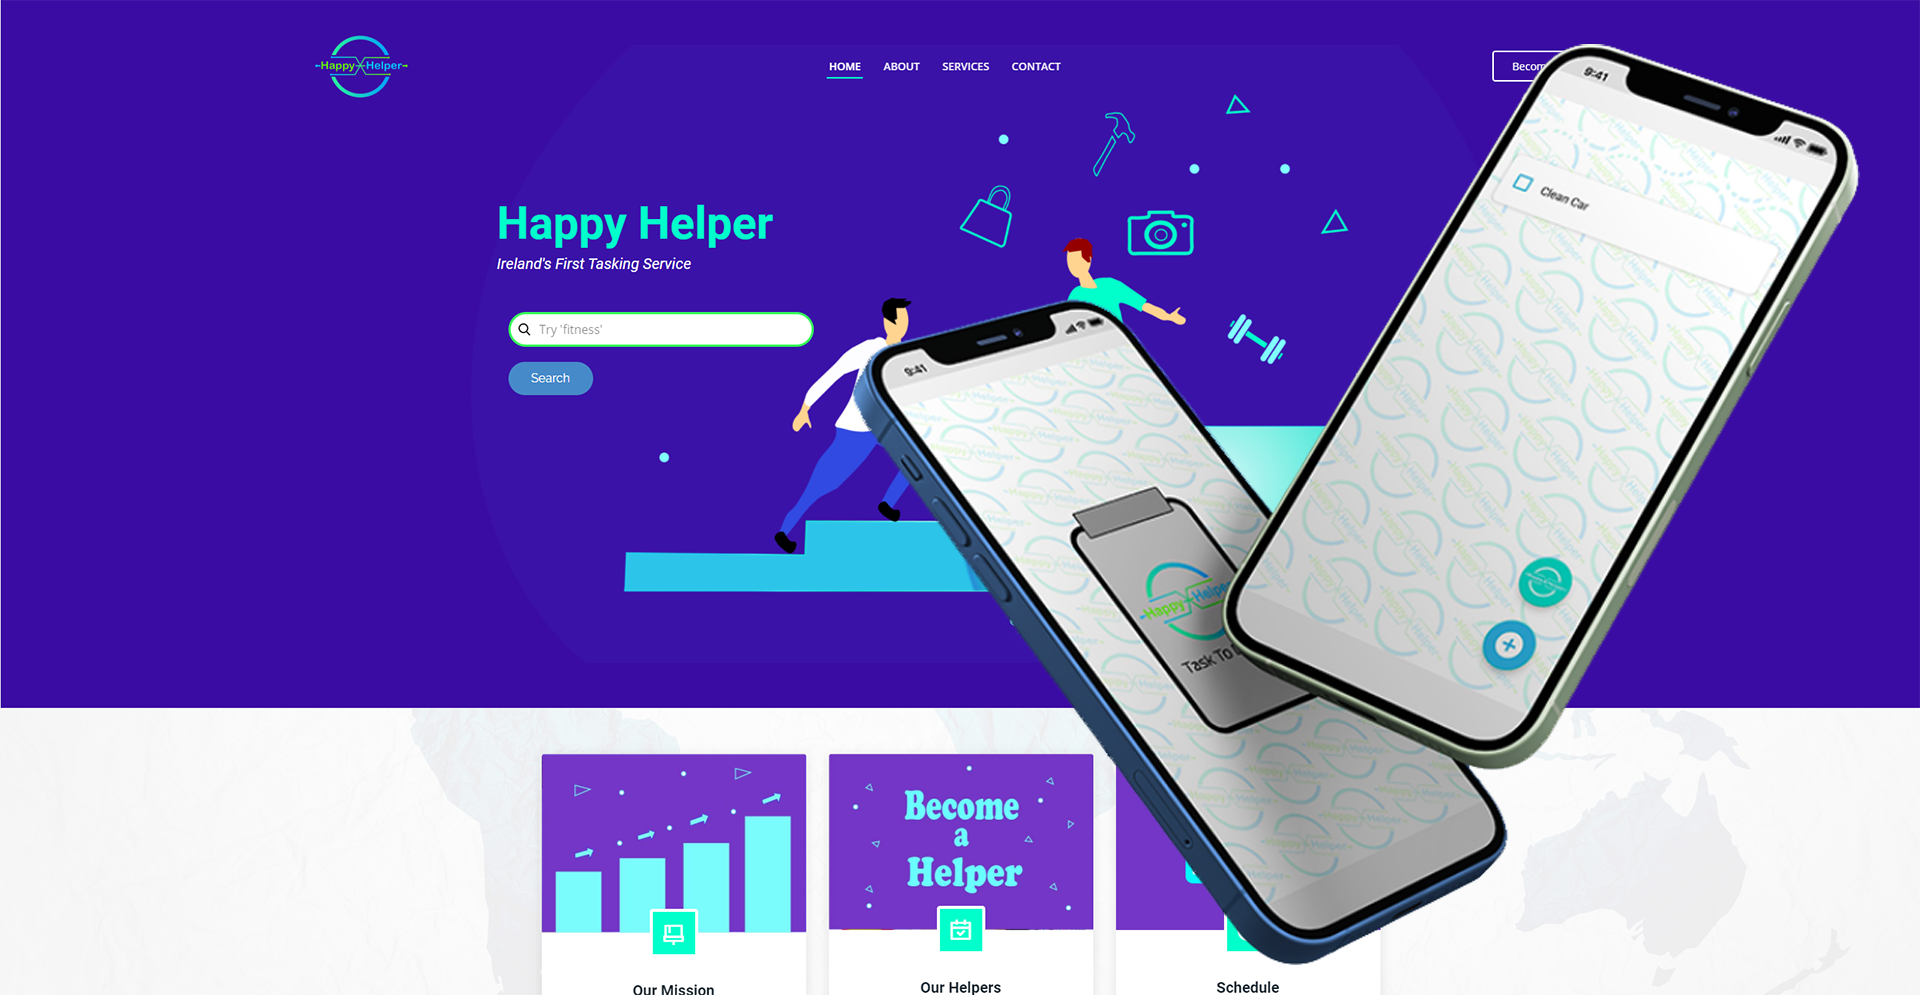 Happy Helper
HOME
ABOUT
SERVICES
CONTACT
Becom
Happy Helper
Ireland's First Tasking Service
Try 'fitness'
Search
9:41
Clean Car
9:41
Happy Helper
Task To
Become
a
Helper
Our Mission
Our Helpers
Schedule